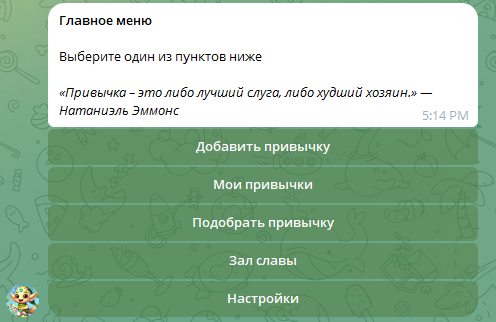 Главное меню
Выберите один из пунктов ниже
«Привычка – это либо лучший слуга, либо худший хозяин.» —
Натаниэль Эммонс
5:14 PM
Добавить привычку
Мои привычки
Подобрать привычку
Зал славы
Настройки